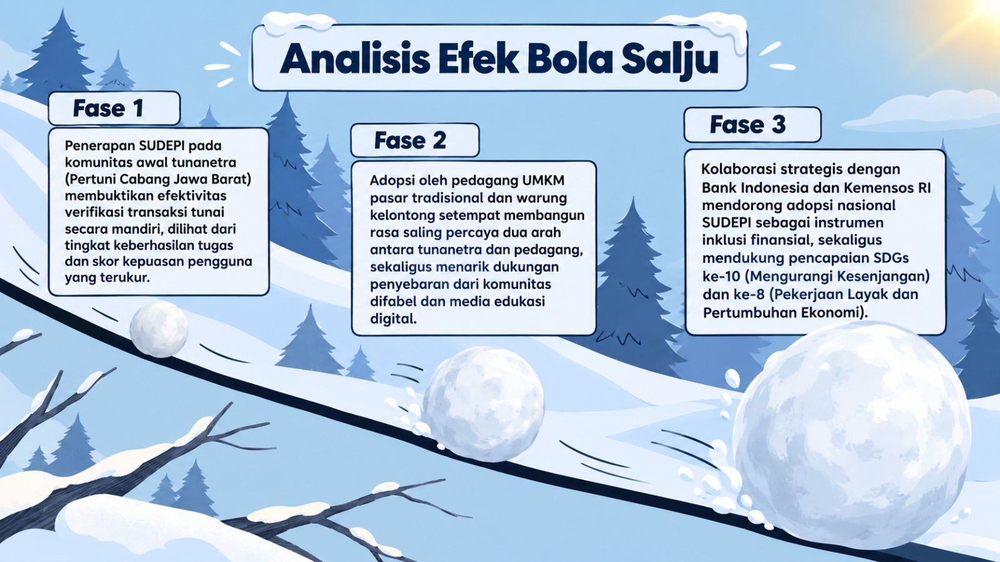 Analisis Efek Bola Salju
Fase 1
Penerapan SUDEPI pada
komunitas awal tunanetra
(Pertuni Cabang Jawa Barat)
membuktikan efektivitas
verifikasi transaksi tunai
secara mandiri, dilihat dari
tingkat keberhasilan tugas
dan skor kepuasan pengguna
yang terukur.
Fase 2
Adopsi oleh pedagang UMKM
pasar tradisional dan warung
kelontong setempat membangun
rasa saling percaya dua arah
antara tunanetra dan pedagang,
sekaligus menarik dukungan
penyebaran dari komunitas
difabel dan media edukasi
digital.
Fase 3
Kolaborasi strategis dengan
Bank Indonesia dan Kemensos RI
mendorong adopsi nasional
SUDEPI sebagai instrumen
inklusi finansial, sekaligus
mendukung pencapaian SDGs
ke-10 (Mengurangi Kesenjangan)
dan ke-8 (Pekerjaan Layak dan
Pertumbuhan Ekonomi).